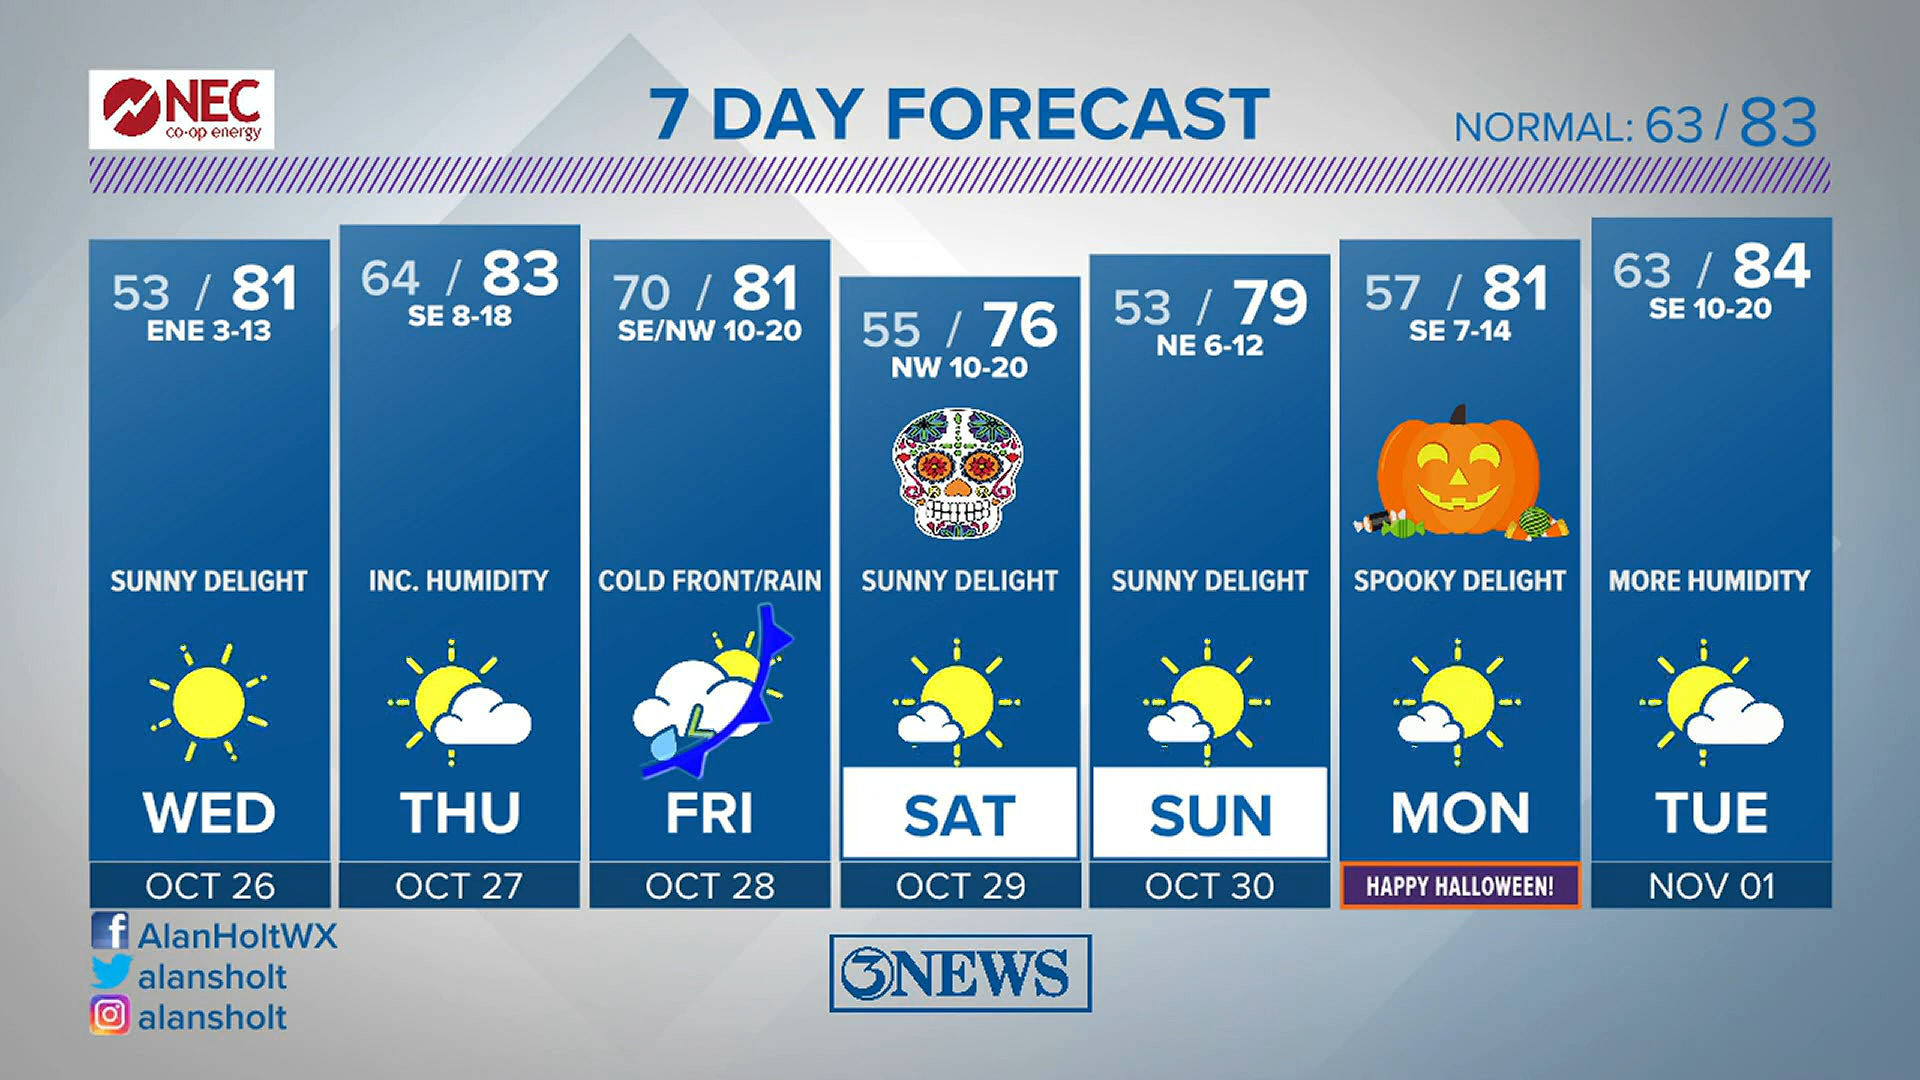 NEC
co-op energy
7 DAY FORECAST
NORMAL: 63 / 83
53 / 81
ENE 3-13
SUNNY DELIGHT
WED
OCT 26
64 / 83
SE 8-18
INC. HUMIDITY
THU
OCT 27
70 / 81
SE/NW 10-20
COLD FRONT/RAIN
FRI
OCT 28
55 / 76
NW 10-20
SUNNY DELIGHT
SAT
OCT 29
53 / 79
NE 6-12
SUNNY DELIGHT
SUN
OCT 30
57 / 81
SE 7-14
SPOOKY DELIGHT
MON
HAPPY HALLOWEEN!
63 / 84
SE 10-20
MORE HUMIDITY
TUE
NOV 01
f AlanHoltWX
alansholt
alansholt
3NEWS